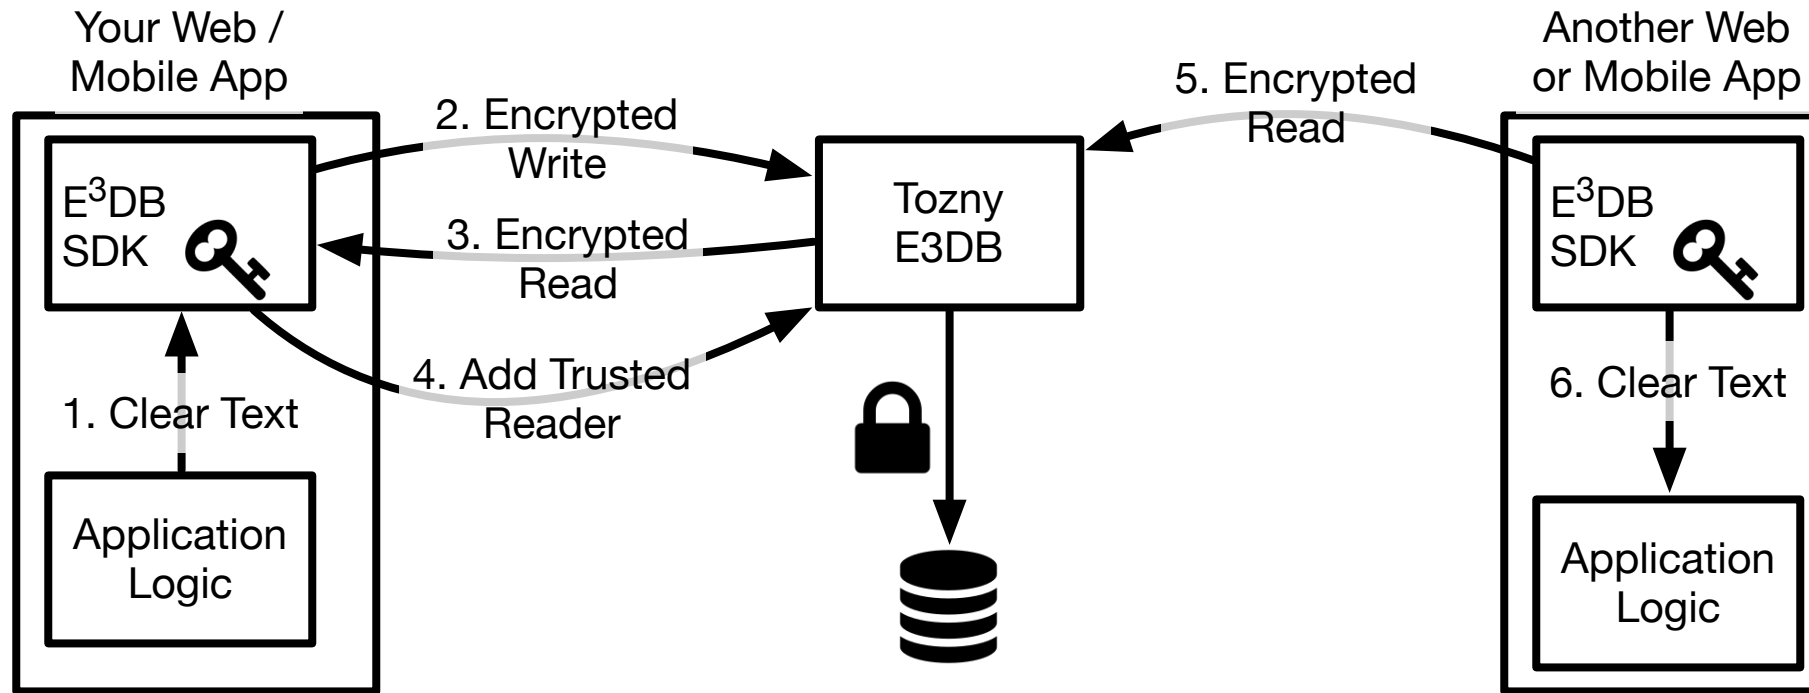 Your Web /
Mobile App
E³DB
SDK
1. Clear Text
Application
Logic
2. Encrypted
Write
3. Encrypted
Read
4. Add Trusted
Reader
Tozny
E3DB
5. Encrypted
Read
Another Web
or Mobile App
E³DB
SDK
6. Clear Text
Application
Logic